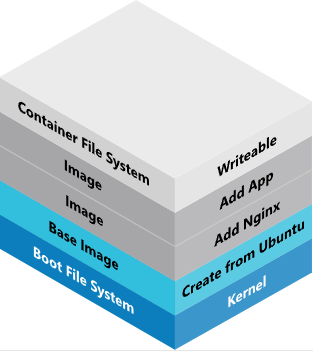 Container File System
Writeable
Image
Add App
Image
Add Nginx
Base Image
Create from Ubuntu
Boot File System
Kernel